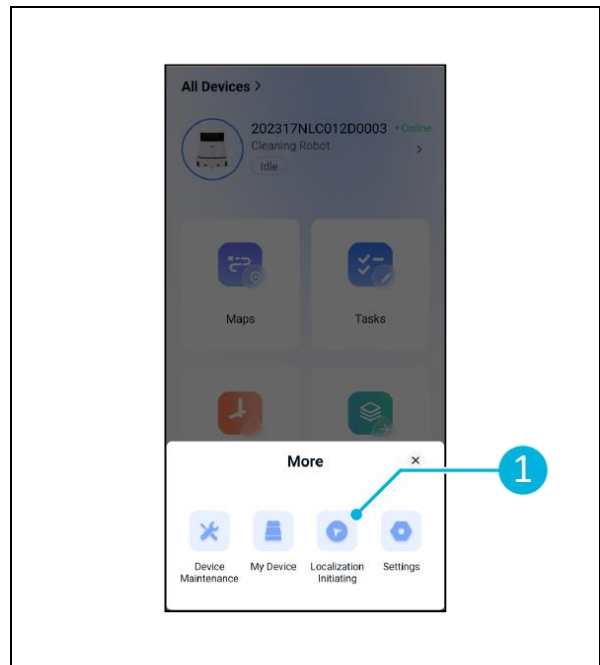 All Devices >
202317NLC012D0003 • Online
Cleaning Robot >
Idle
Maps
Tasks
More ×
1
Device
Maintenance
My Device
Localization
Initiating
Settings